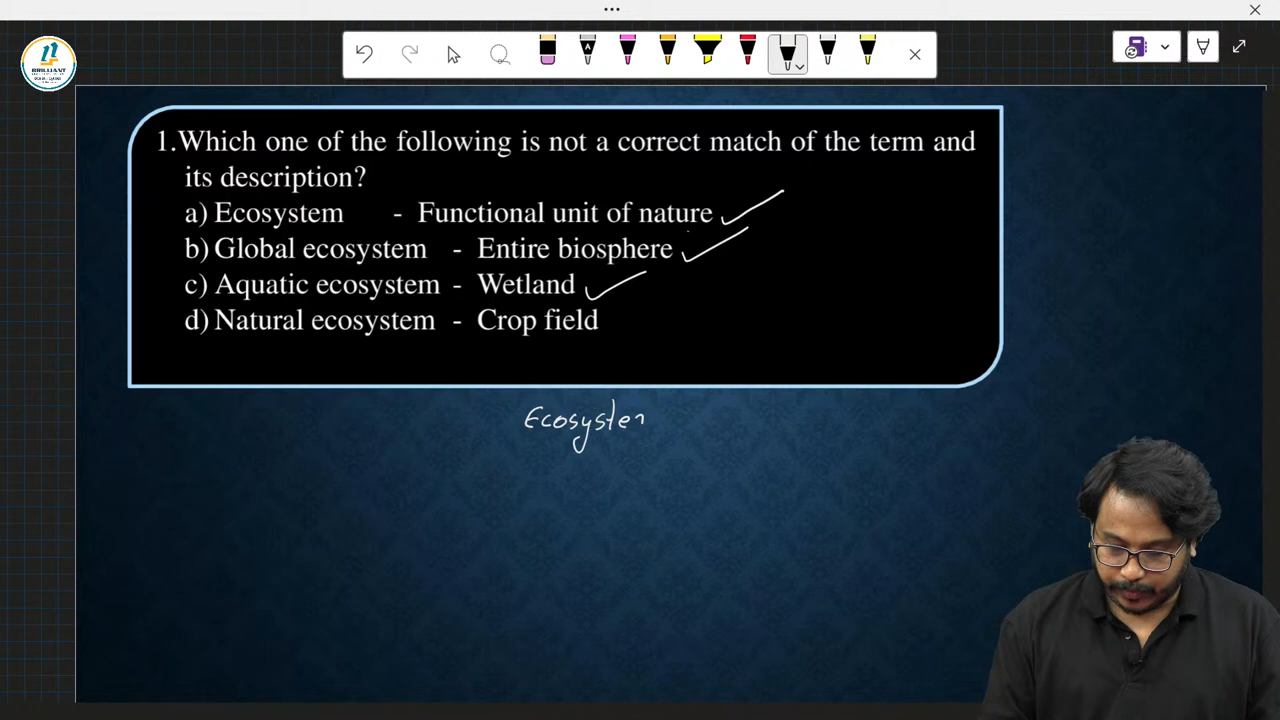 BRILLIANT
1.Which one of the following is not a correct match of the term and
its description?
a) Ecosystem - Functional unit of nature
b) Global ecosystem - Entire biosphere
c) Aquatic ecosystem - Wetland
d) Natural ecosystem - Crop field
Ecosystem